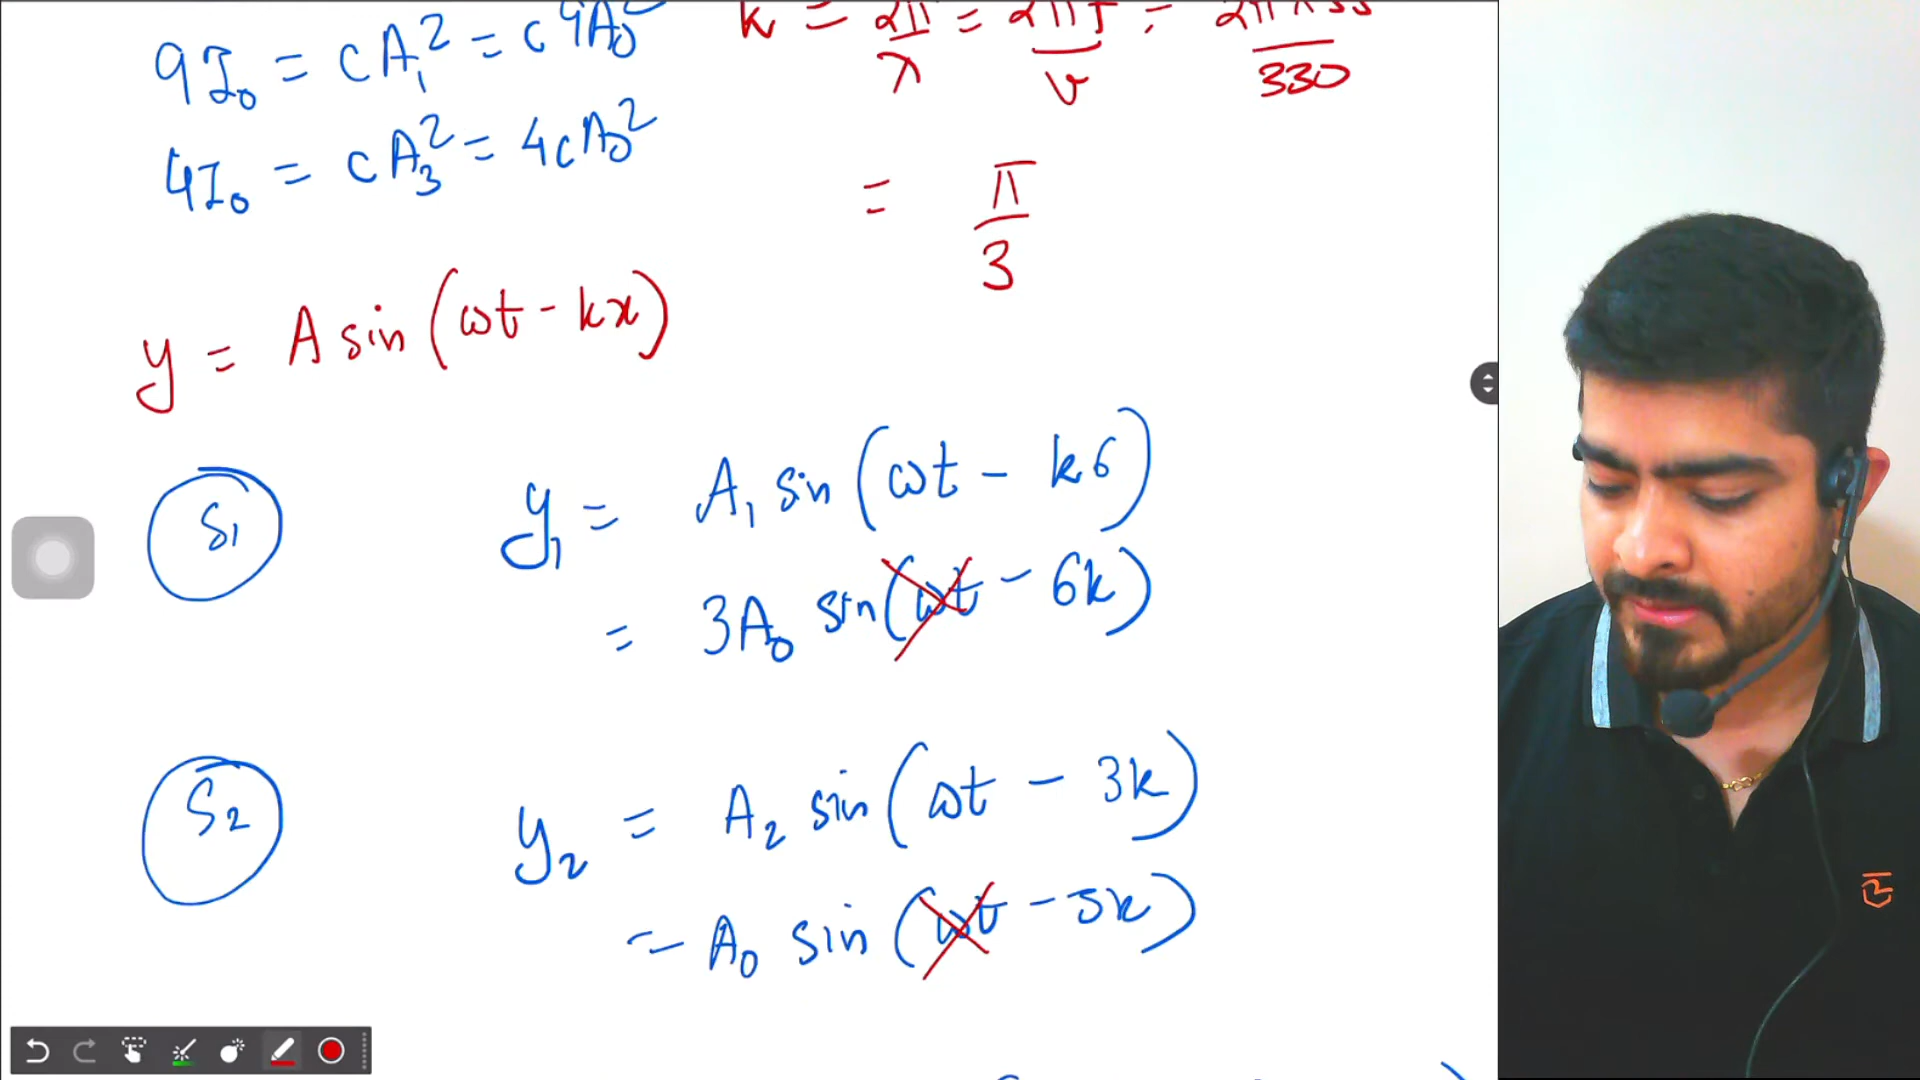 9I₀ = cA₁² = c9A₀²
k = 2π/λ = 2πf/v = 2π×55/330
4I₀ = cA₃² = 4cA₀²
= π/3
y = A sin(ωt - kx)
S₁
y₁ = A₁ sin(ωt - k6)
= 3A₀ sin(ωt - 6k)
S₂
y₂ = A₂ sin(ωt - 3k)
= A₀ sin(ωt - 3k)